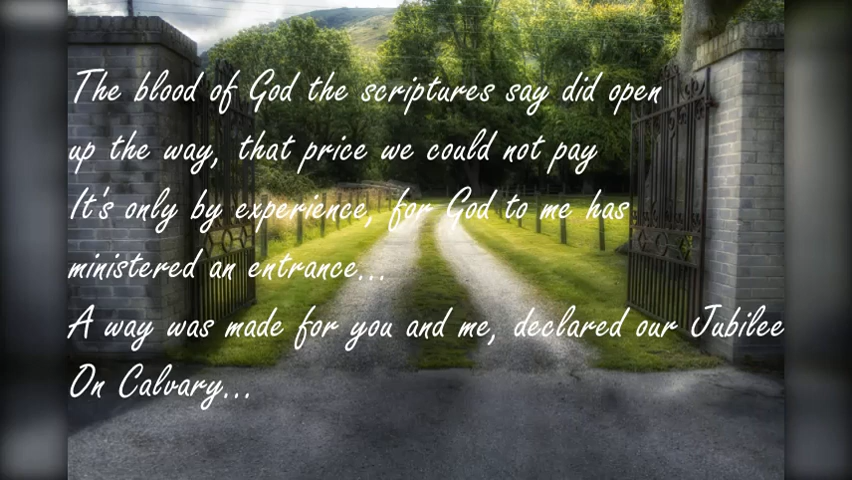 The blood of God the scriptures say did open
up the way, that price we could not pay
It's only by experience, for God to me has
ministered an entrance...
A way was made for you and me, declared our Jubilee
On Calvary...